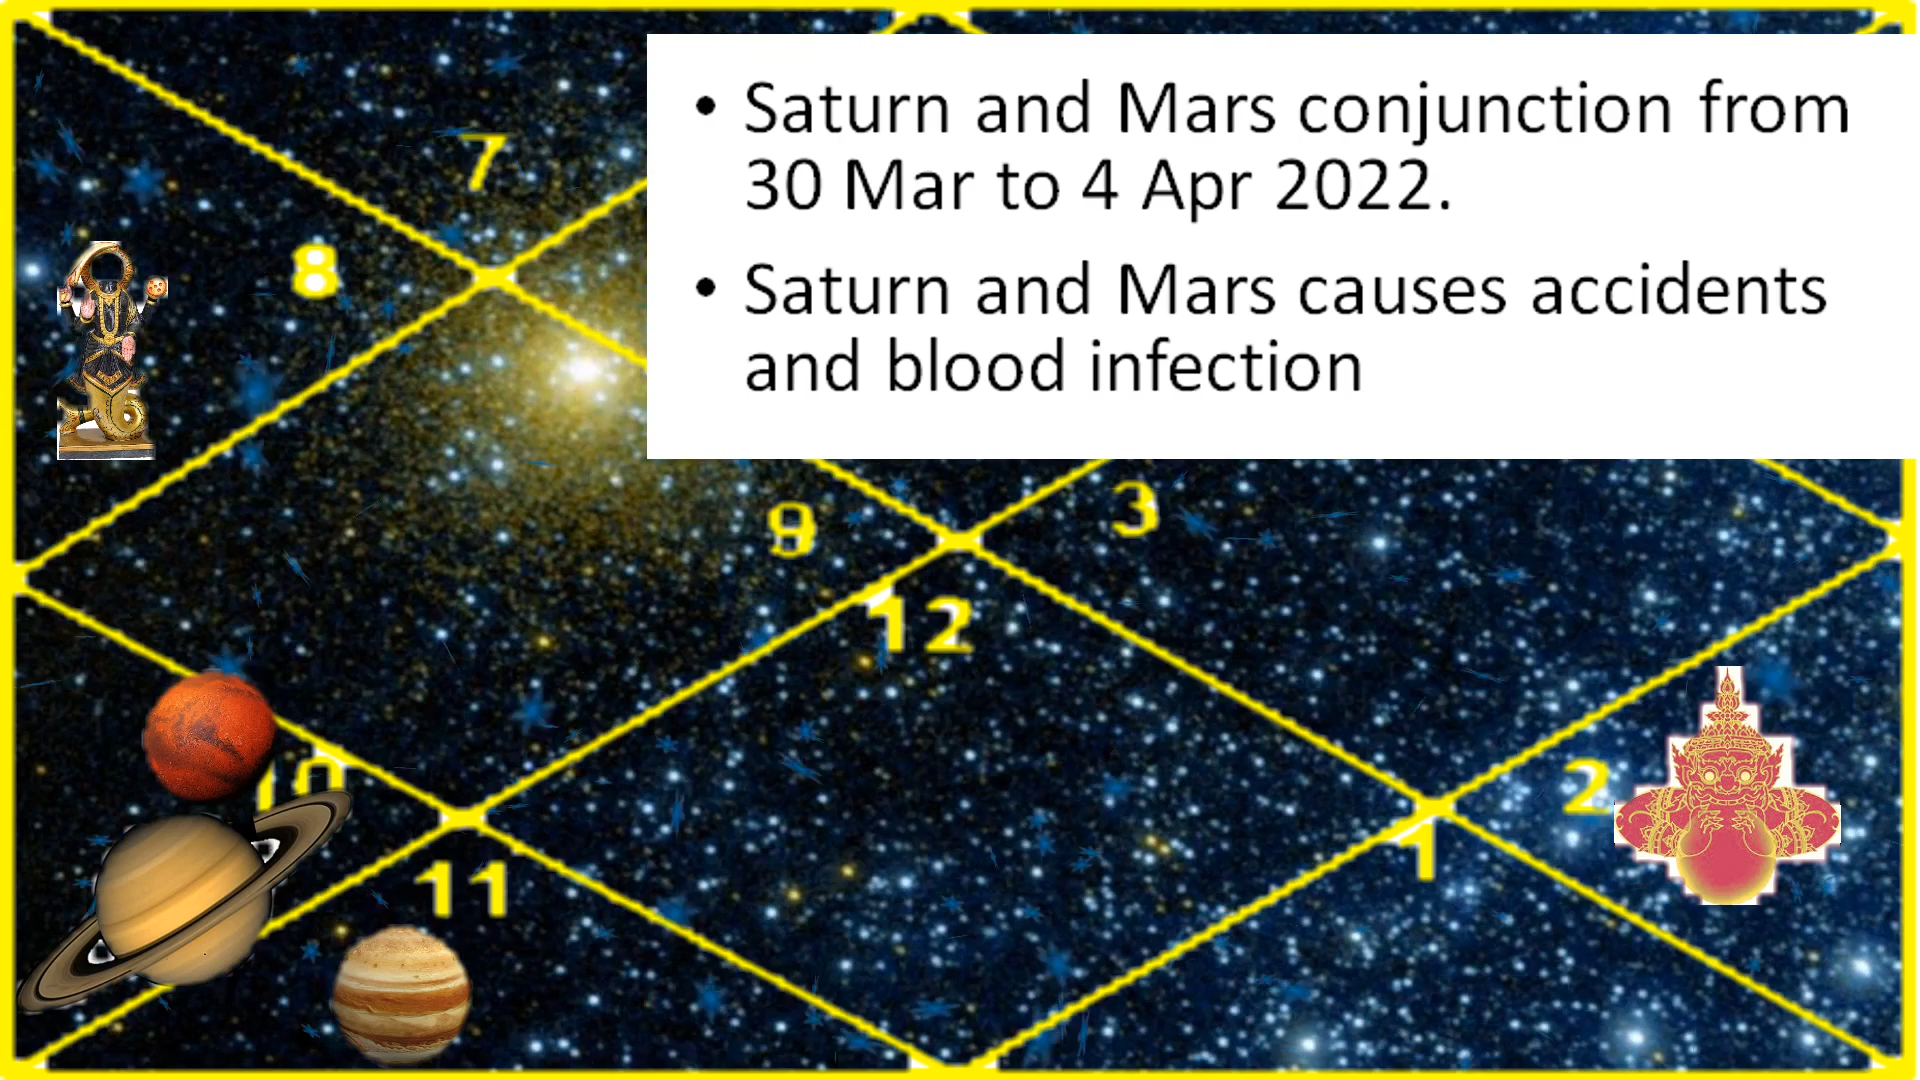 • Saturn and Mars conjunction from
30 Mar to 4 Apr 2022.
• Saturn and Mars causes accidents
and blood infection
7
8
9
3
12
10
2
1
11